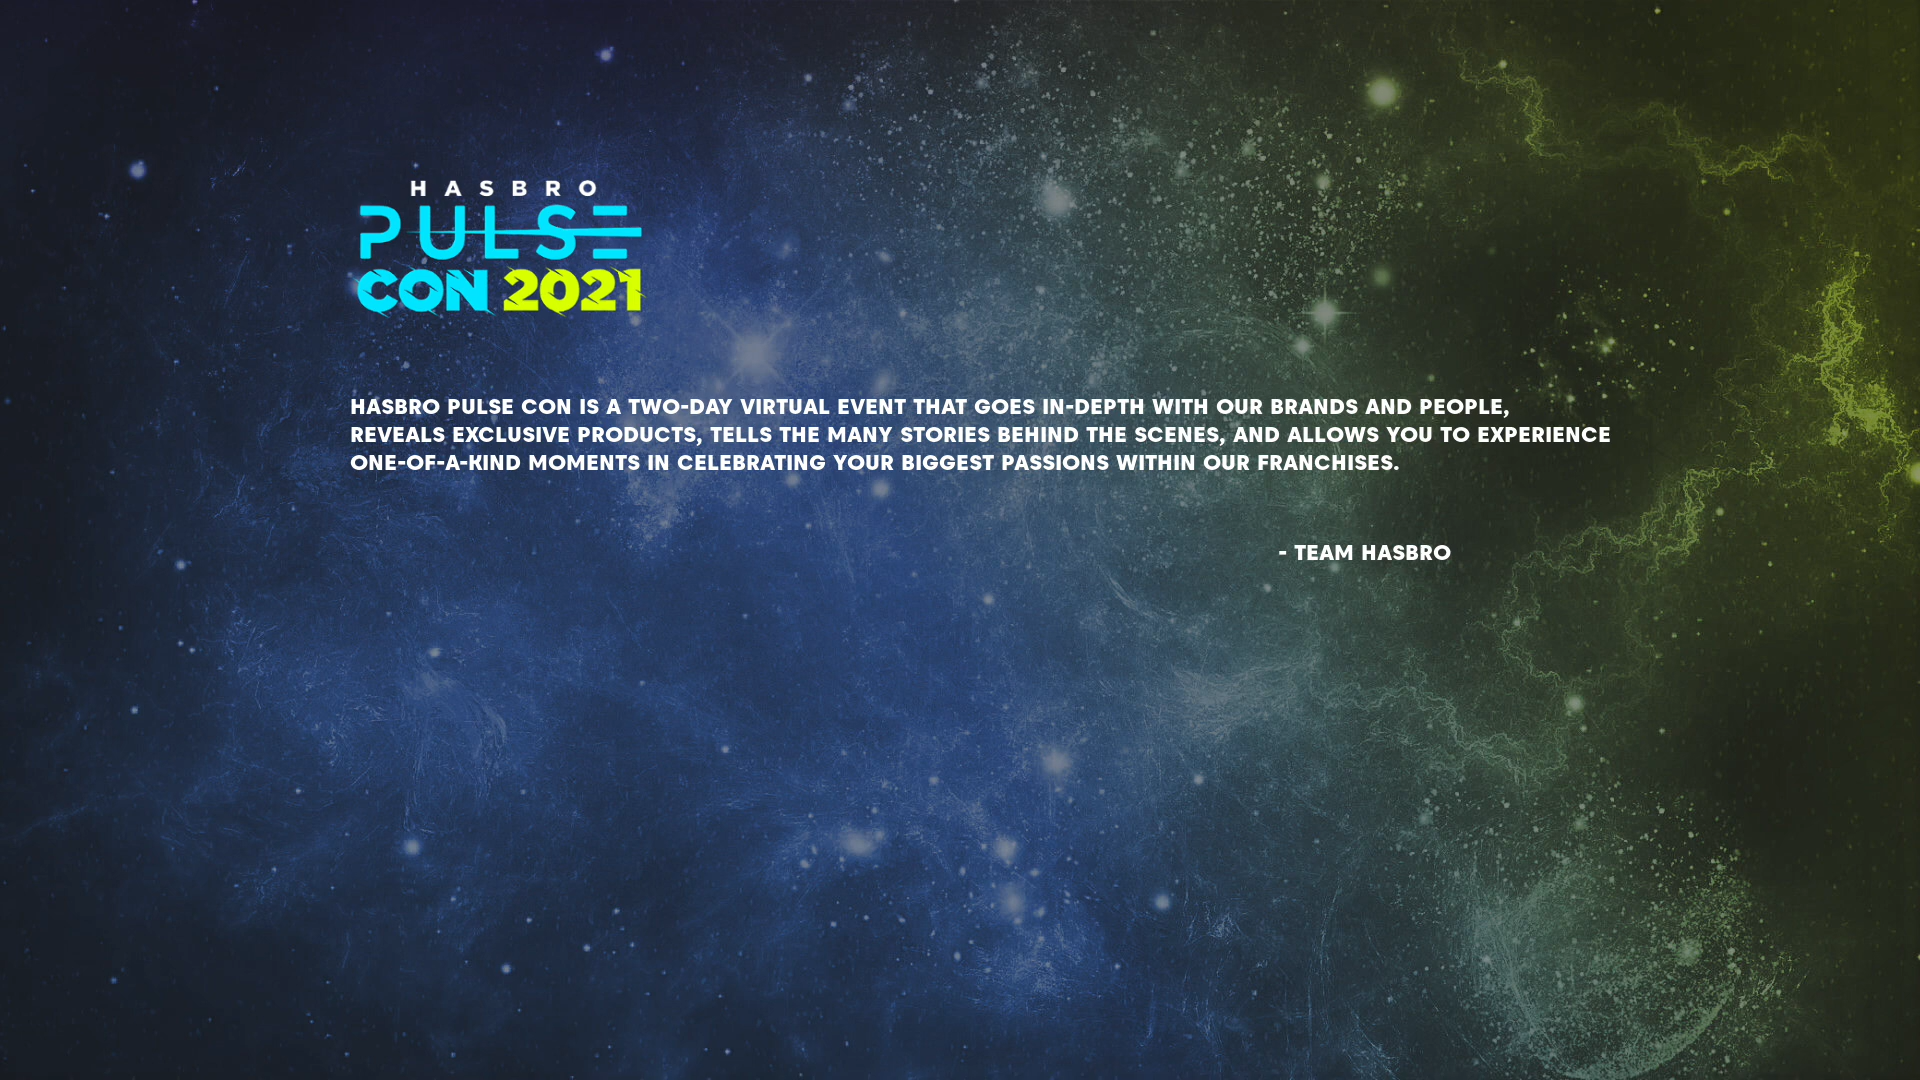 HASBRO
PULSE
CON 2021
HASBRO PULSE CON IS A TWO-DAY VIRTUAL EVENT THAT GOES IN-DEPTH WITH OUR BRANDS AND PEOPLE,
REVEALS EXCLUSIVE PRODUCTS, TELLS THE MANY STORIES BEHIND THE SCENES, AND ALLOWS YOU TO EXPERIENCE
ONE-OF-A-KIND MOMENTS IN CELEBRATING YOUR BIGGEST PASSIONS WITHIN OUR FRANCHISES.
- TEAM HASBRO